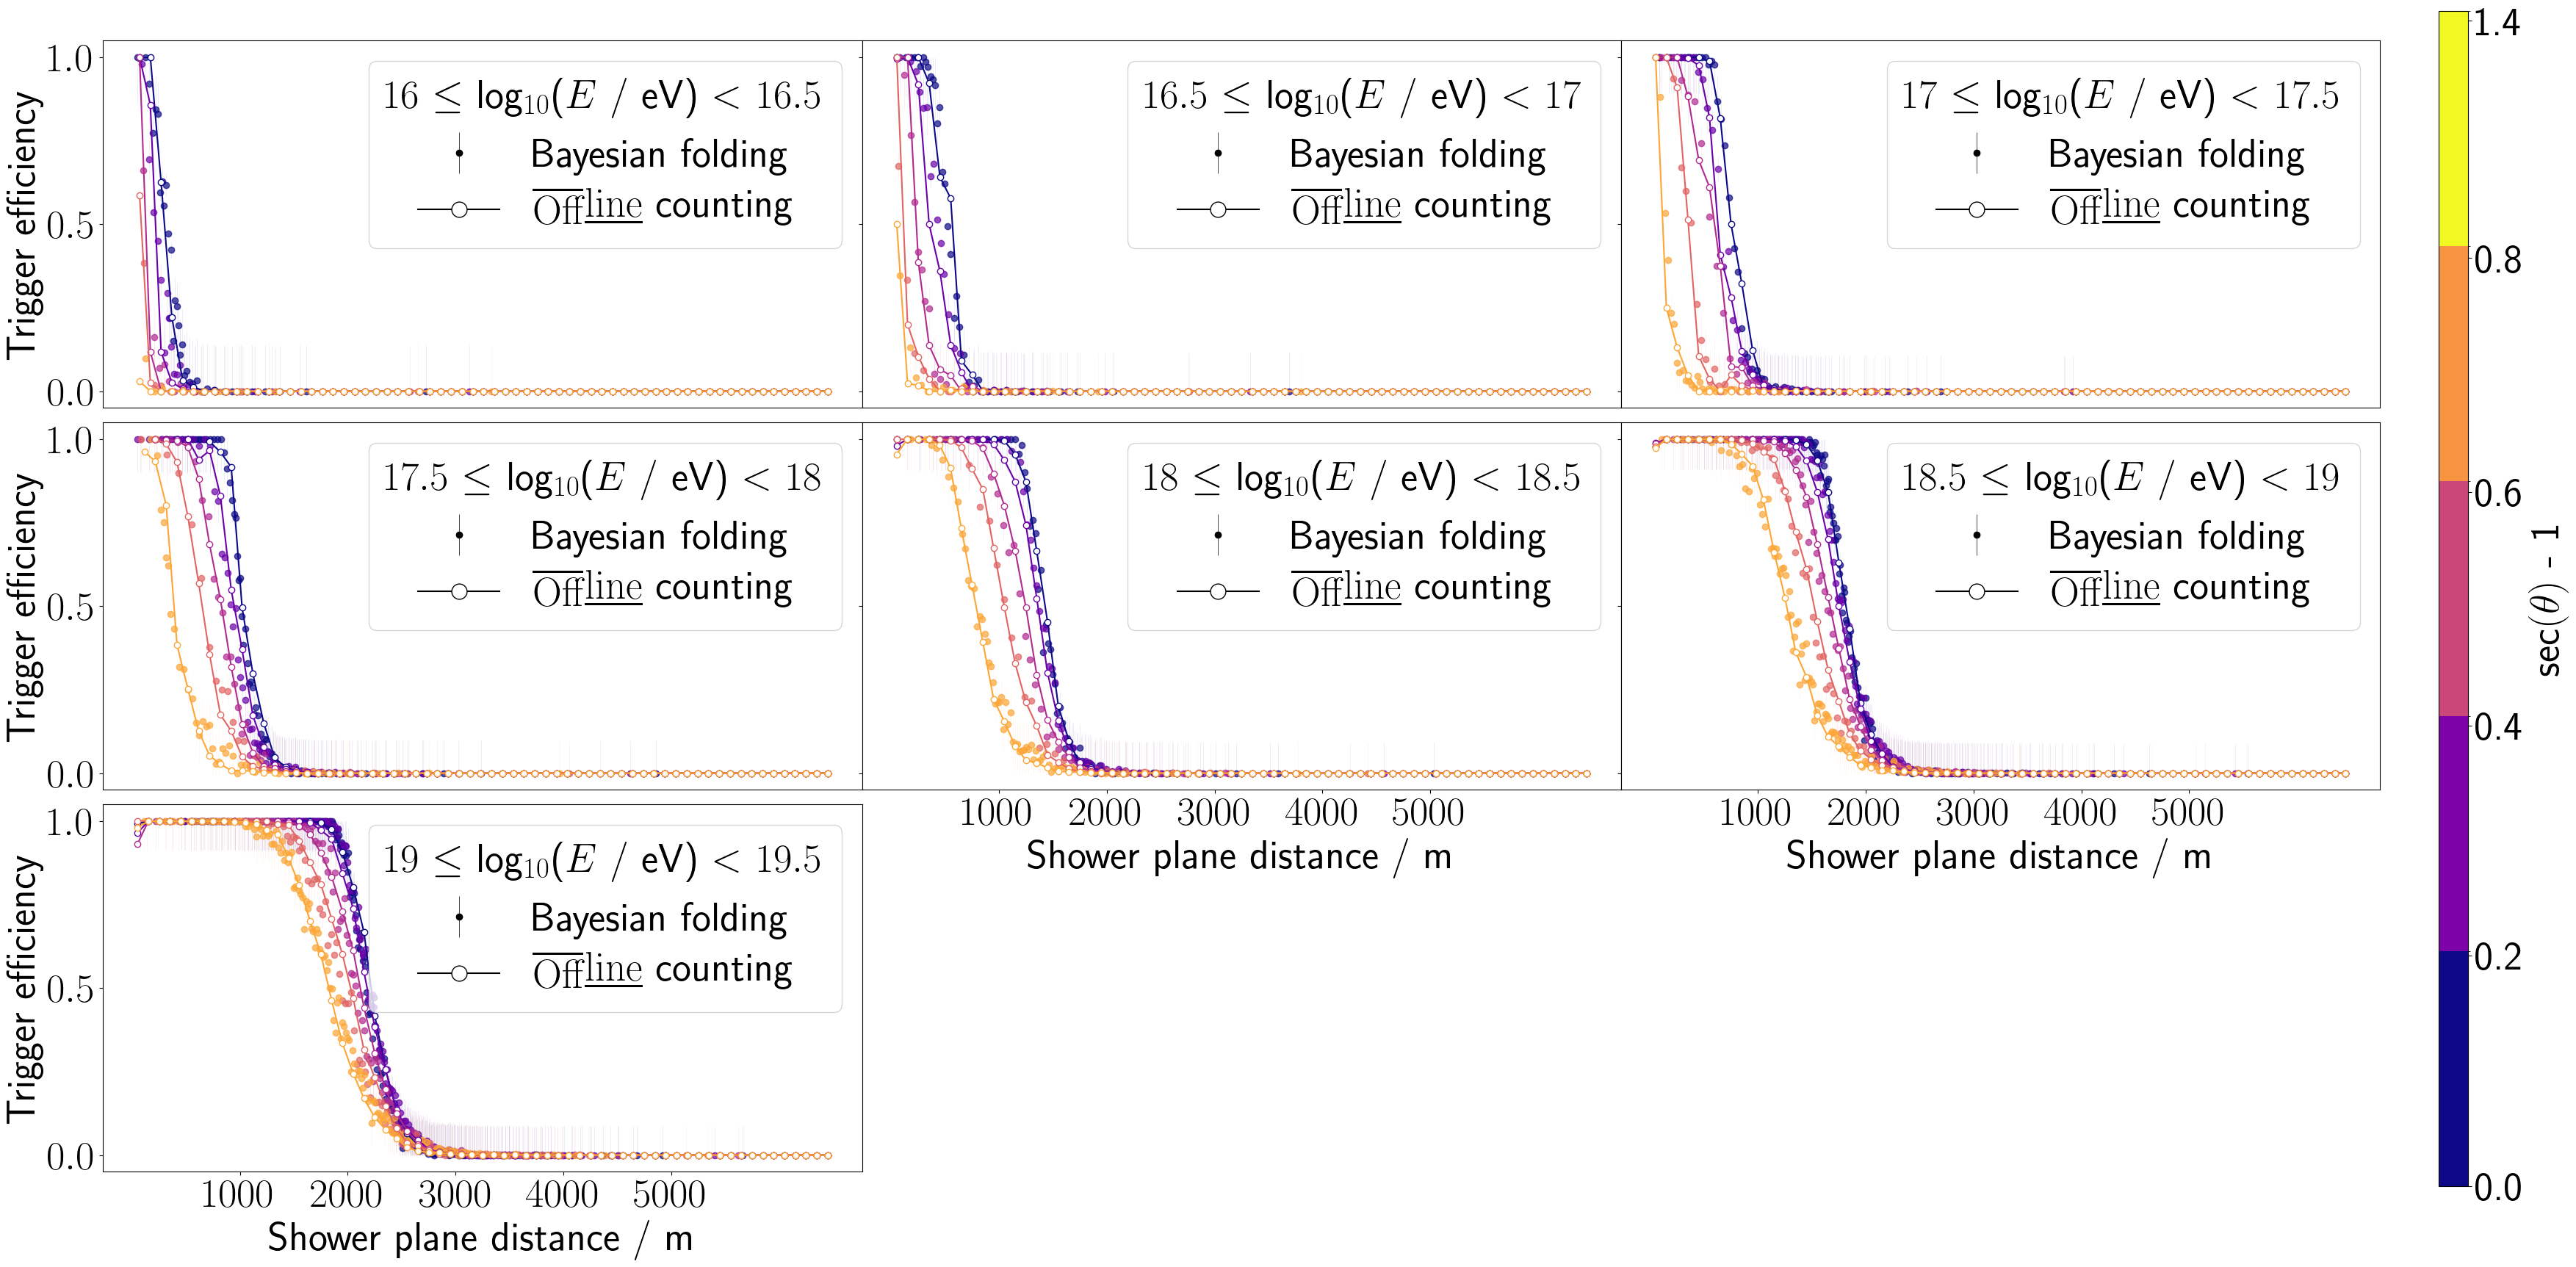 1.0
0.5
0.0
Trigger efficiency
16 ≤ log₁₀(E / eV) < 16.5
Bayesian folding
Offline counting
16.5 ≤ log₁₀(E / eV) < 17
Bayesian folding
Offline counting
17 ≤ log₁₀(E / eV) < 17.5
Bayesian folding
Offline counting
1.0
0.5
0.0
Trigger efficiency
17.5 ≤ log₁₀(E / eV) < 18
Bayesian folding
Offline counting
18 ≤ log₁₀(E / eV) < 18.5
Bayesian folding
Offline counting
1000 2000 3000 4000 5000
Shower plane distance / m
18.5 ≤ log₁₀(E / eV) < 19
Bayesian folding
Offline counting
1000 2000 3000 4000 5000
Shower plane distance / m
1.0
0.5
0.0
Trigger efficiency
19 ≤ log₁₀(E / eV) < 19.5
Bayesian folding
Offline counting
1000 2000 3000 4000 5000
Shower plane distance / m
1.4
0.8
0.6
0.4
0.2
0.0
sec(θ) - 1